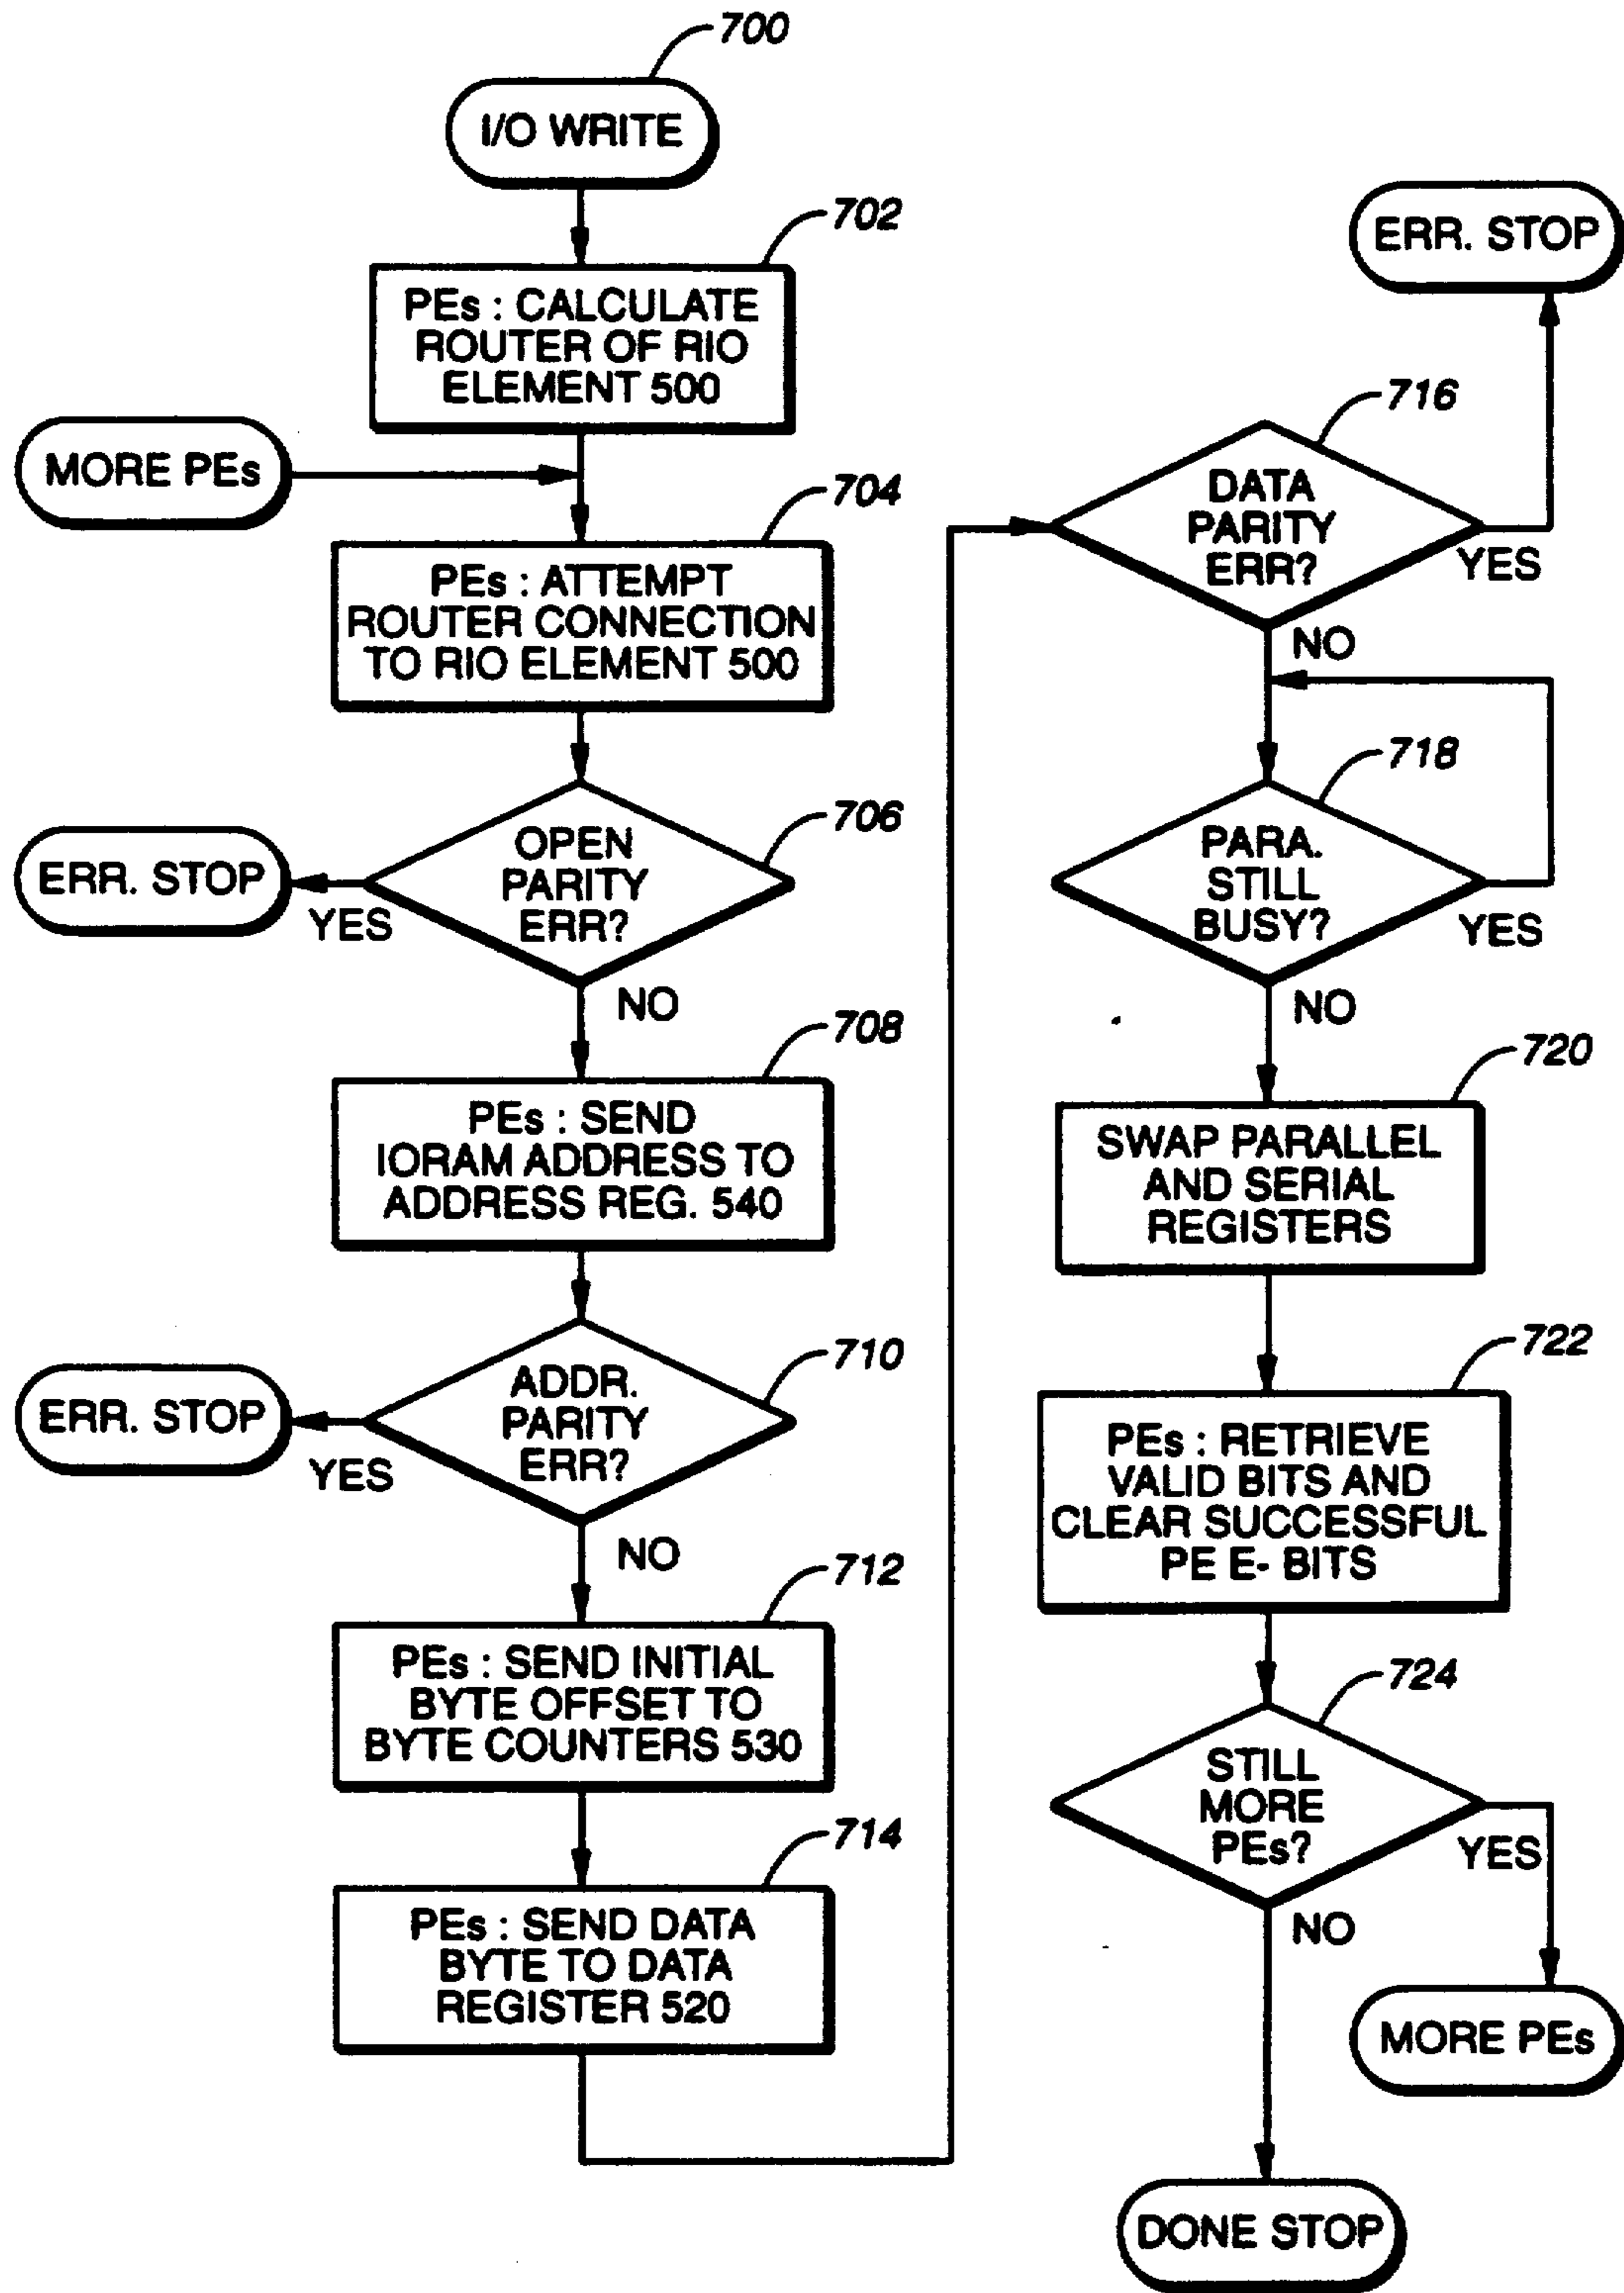 700
I/O WRITE
702
PEs : CALCULATE
ROUTER OF RIO
ELEMENT 500
MORE PEs
704
PEs : ATTEMPT
ROUTER CONNECTION
TO RIO ELEMENT 500
706
OPEN
PARITY
ERR?
ERR. STOP
YES
NO
708
PEs : SEND
IORAM ADDRESS TO
ADDRESS REG. 540
710
ADDR.
PARITY
ERR?
ERR. STOP
YES
NO
712
PEs : SEND INITIAL
BYTE OFFSET TO
BYTE COUNTERS 530
714
PEs : SEND DATA
BYTE TO DATA
REGISTER 520
ERR. STOP
716
DATA
PARITY
ERR?
YES
NO
718
PARA.
STILL
BUSY?
YES
NO
720
SWAP PARALLEL
AND SERIAL
REGISTERS
722
PEs : RETRIEVE
VALID BITS AND
CLEAR SUCCESSFUL
PE E- BITS
724
STILL
MORE
PEs?
YES
NO
MORE PEs
DONE STOP